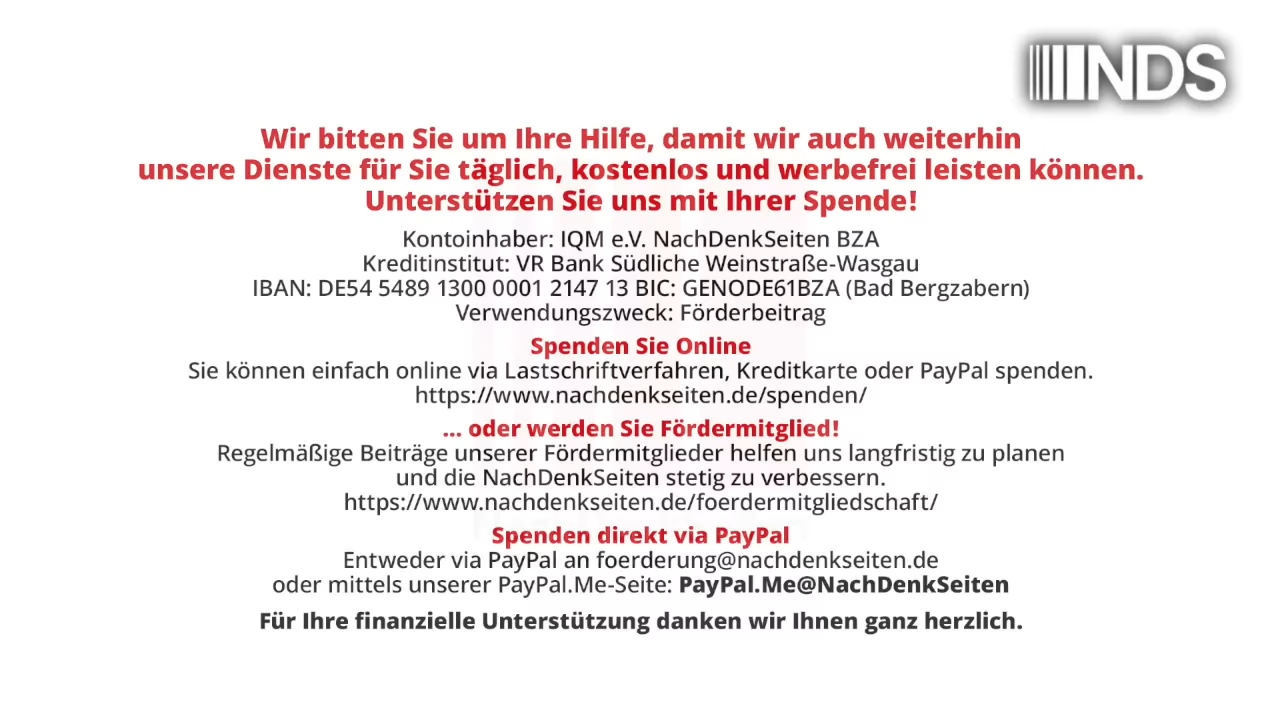 NDS
Wir bitten Sie um Ihre Hilfe, damit wir auch weiterhin
unsere Dienste für Sie täglich, kostenlos und werbefrei leisten können.
Unterstützen Sie uns mit Ihrer Spende!
Kontoinhaber: IQM e.V. NachDenkSeiten BZA
Kreditinstitut: VR Bank Südliche Weinstraße-Wasgau
IBAN: DE54 5489 1300 0001 2147 13 BIC: GENODE61BZA (Bad Bergzabern)
Verwendungszweck: Förderbeitrag
Spenden Sie Online
Sie können einfach online via Lastschriftverfahren, Kreditkarte oder PayPal spenden.
https://www.nachdenkseiten.de/spenden/
... oder werden Sie Fördermitglied!
Regelmäßige Beiträge unserer Fördermitglieder helfen uns langfristig zu planen
und die NachDenkSeiten stetig zu verbessern.
https://www.nachdenkseiten.de/foerdermitgliedschaft/
Spenden direkt via PayPal
Entweder via PayPal an foerderung@nachdenkseiten.de
oder mittels unserer PayPal.Me-Seite: PayPal.Me@NachDenkSeiten
Für Ihre finanzielle Unterstützung danken wir Ihnen ganz herzlich.